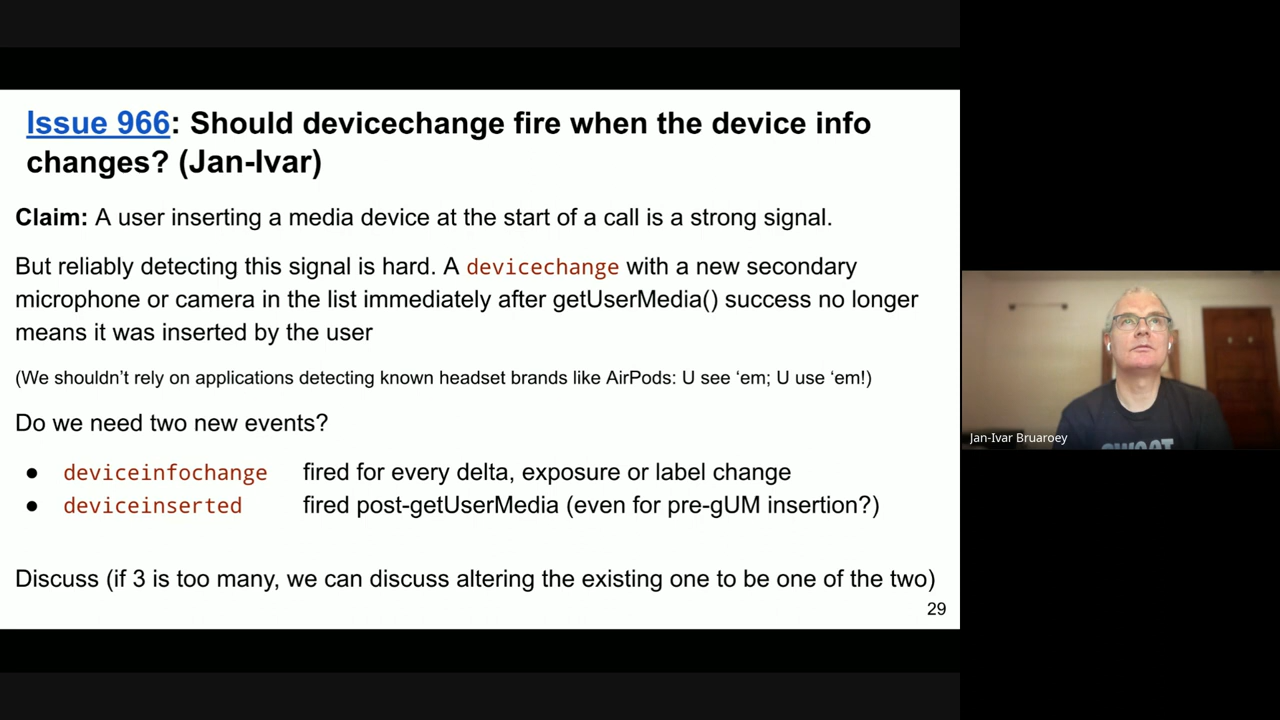 Issue 966: Should devicechange fire when the device info
changes? (Jan-Ivar)
Claim: A user inserting a media device at the start of a call is a strong signal.
But reliably detecting this signal is hard. A devicechange with a new secondary
microphone or camera in the list immediately after getUserMedia() success no longer
means it was inserted by the user
(We shouldn’t rely on applications detecting known headset brands like AirPods: U see ‘em; U use ‘em!)
Do we need two new events?
● deviceinfochange fired for every delta, exposure or label change
● deviceinserted fired post-getUserMedia (even for pre-gUM insertion?)
Discuss (if 3 is too many, we can discuss altering the existing one to be one of the two)
29
Jan-Ivar Bruaroey